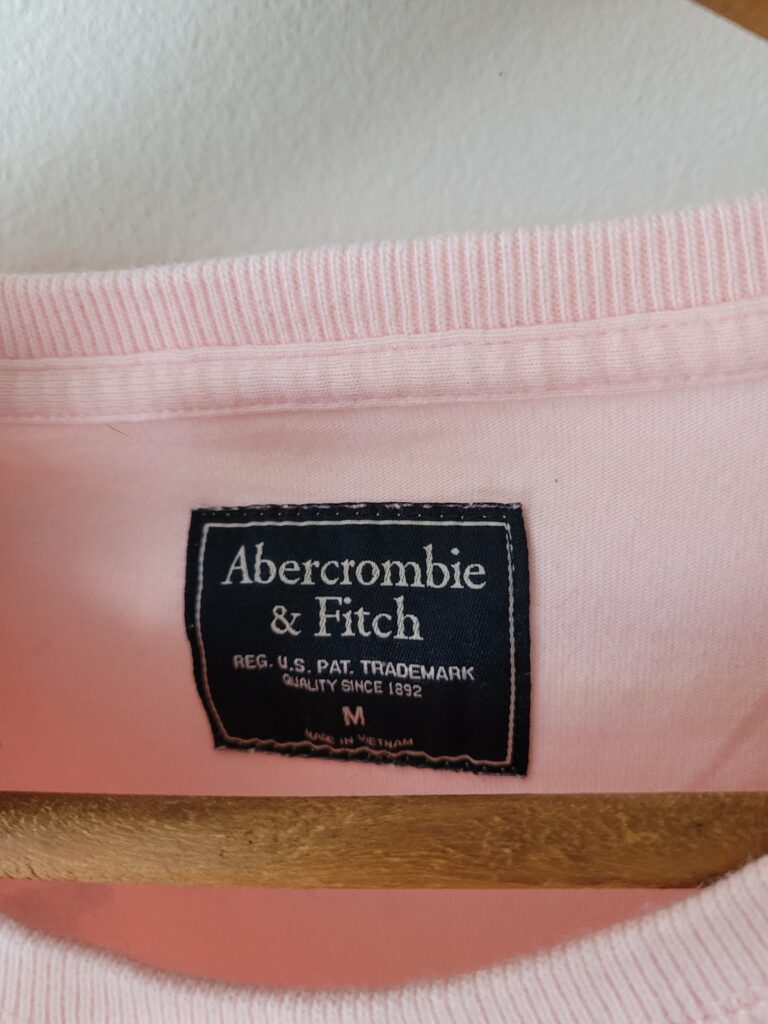 Abercrombie
& Fitch
REG. U.S. PAT. TRADEMARK
QUALITY SINCE 1892
M
MADE IN VIETNAM